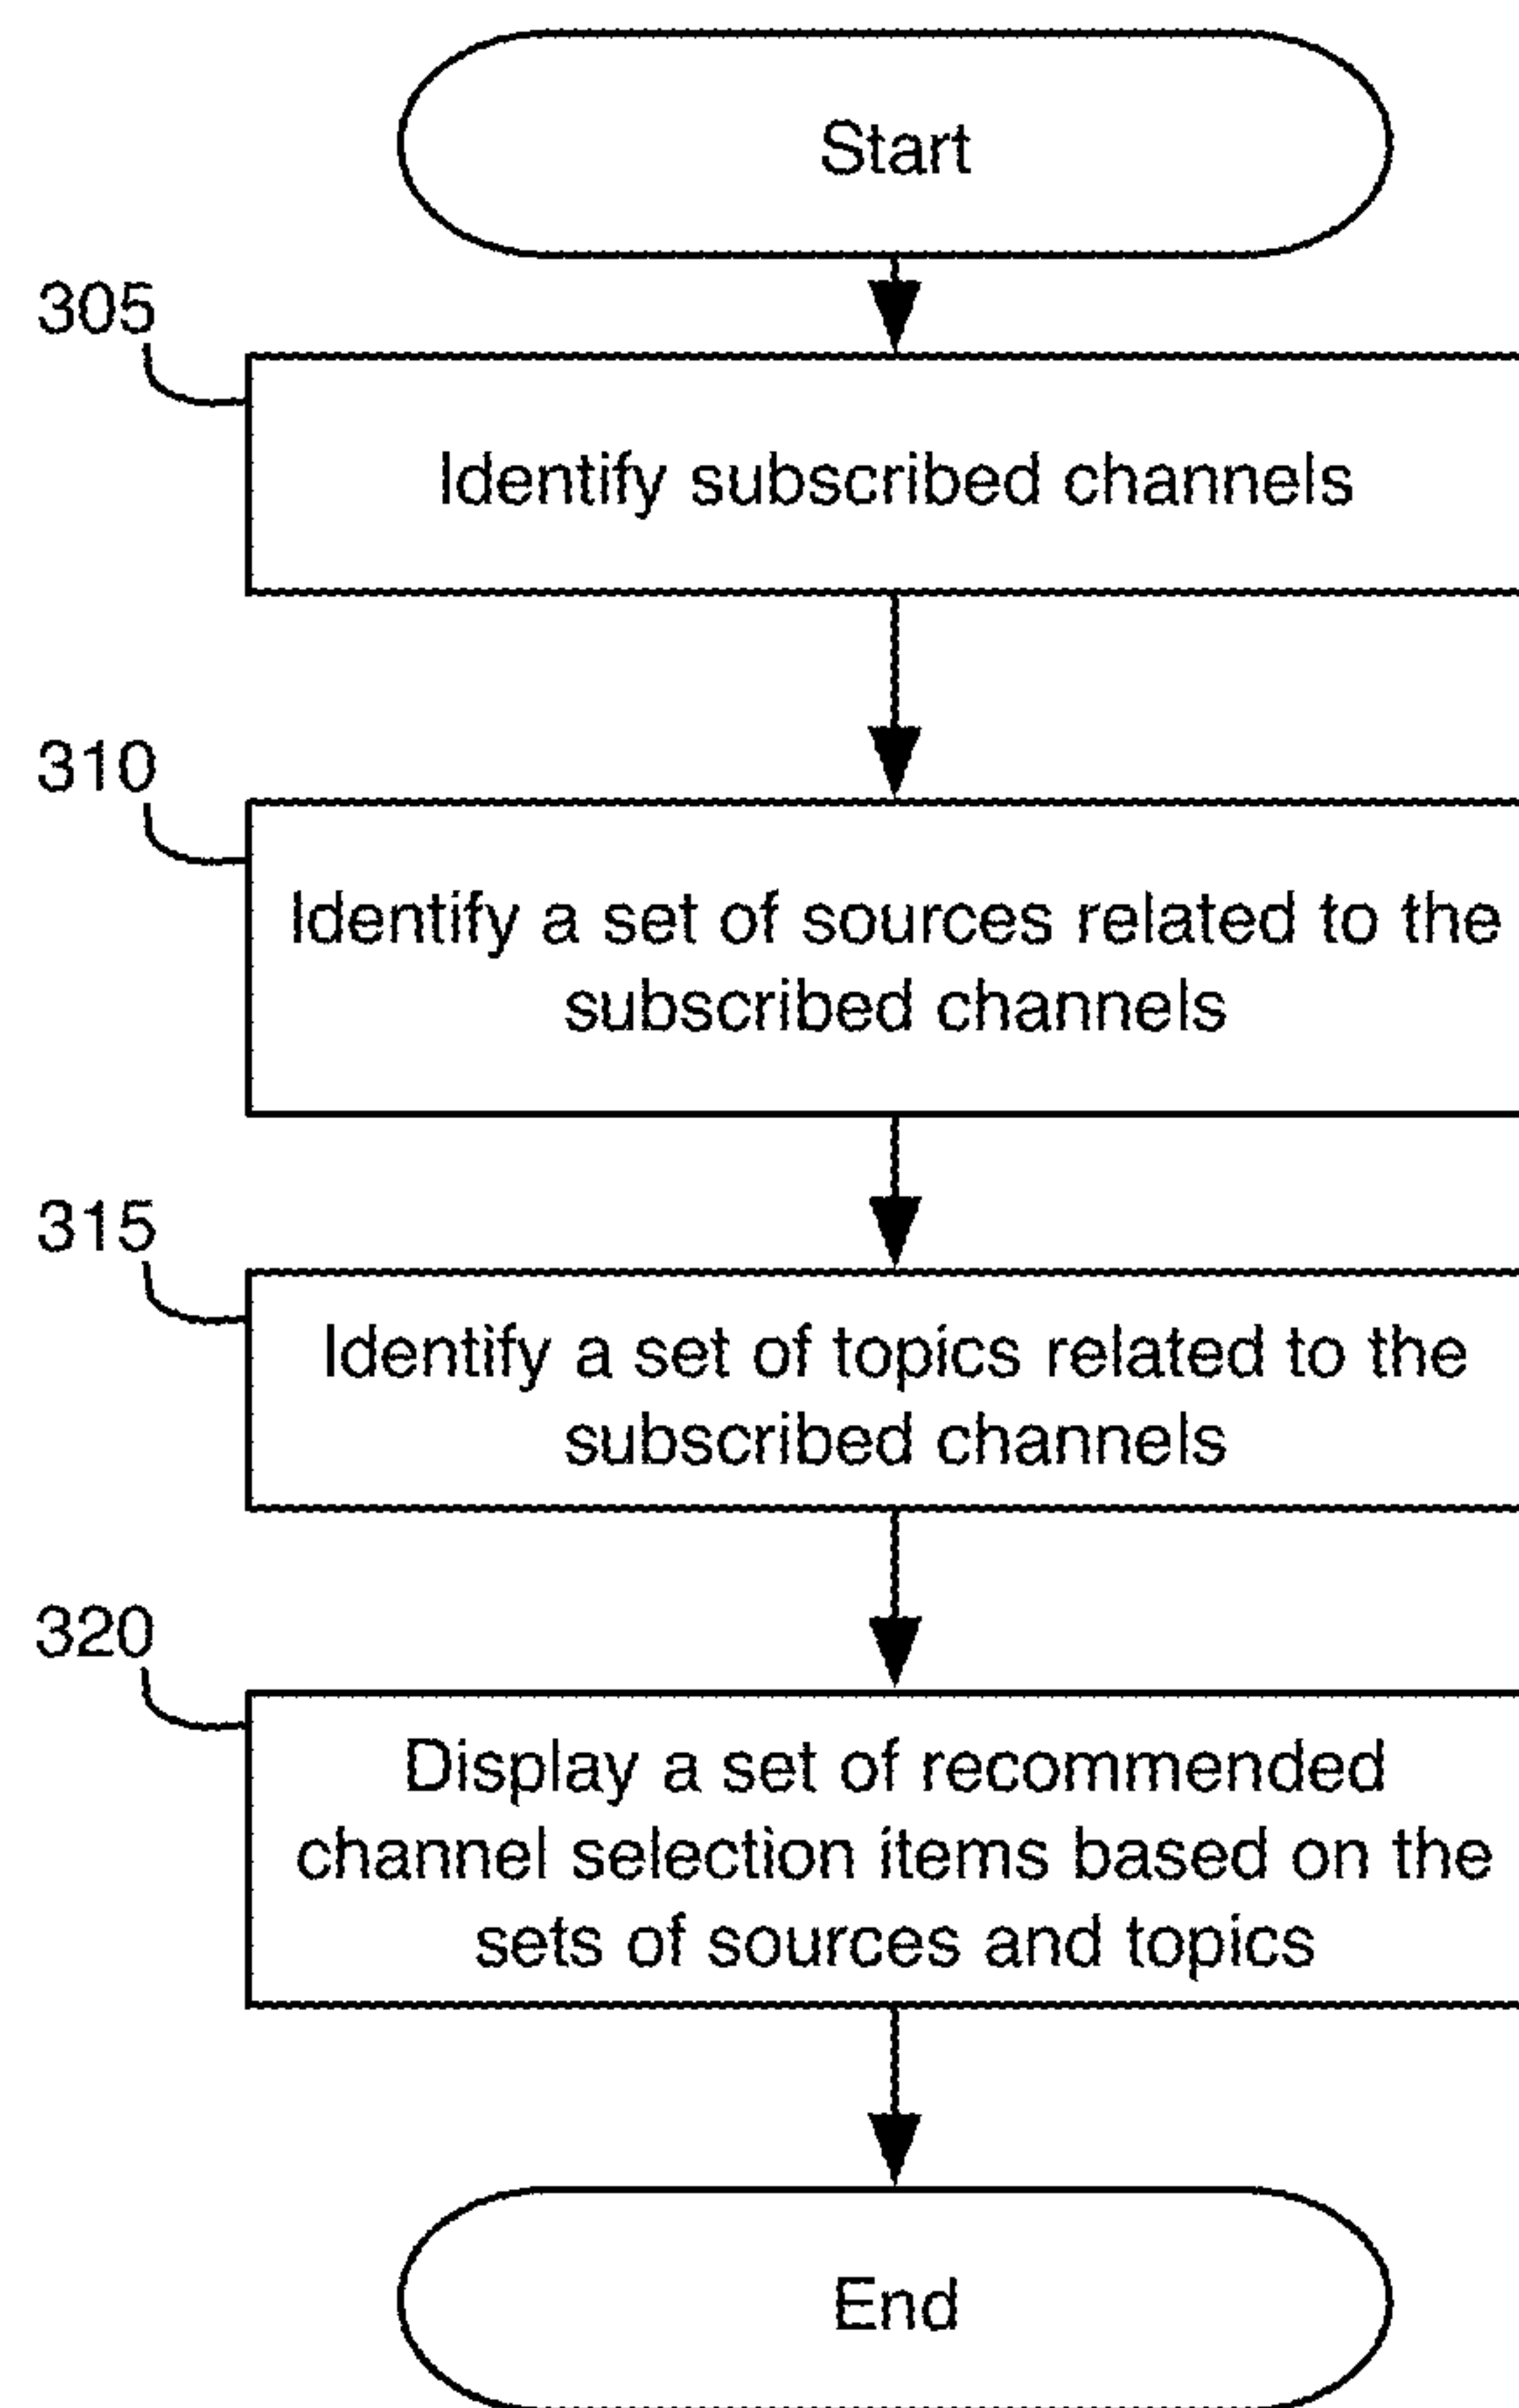 Start
305
Identify subscribed channels
310
Identify a set of sources related to the
subscribed channels
315
Identify a set of topics related to the
subscribed channels
320
Display a set of recommended
channel selection items based on the
sets of sources and topics
End